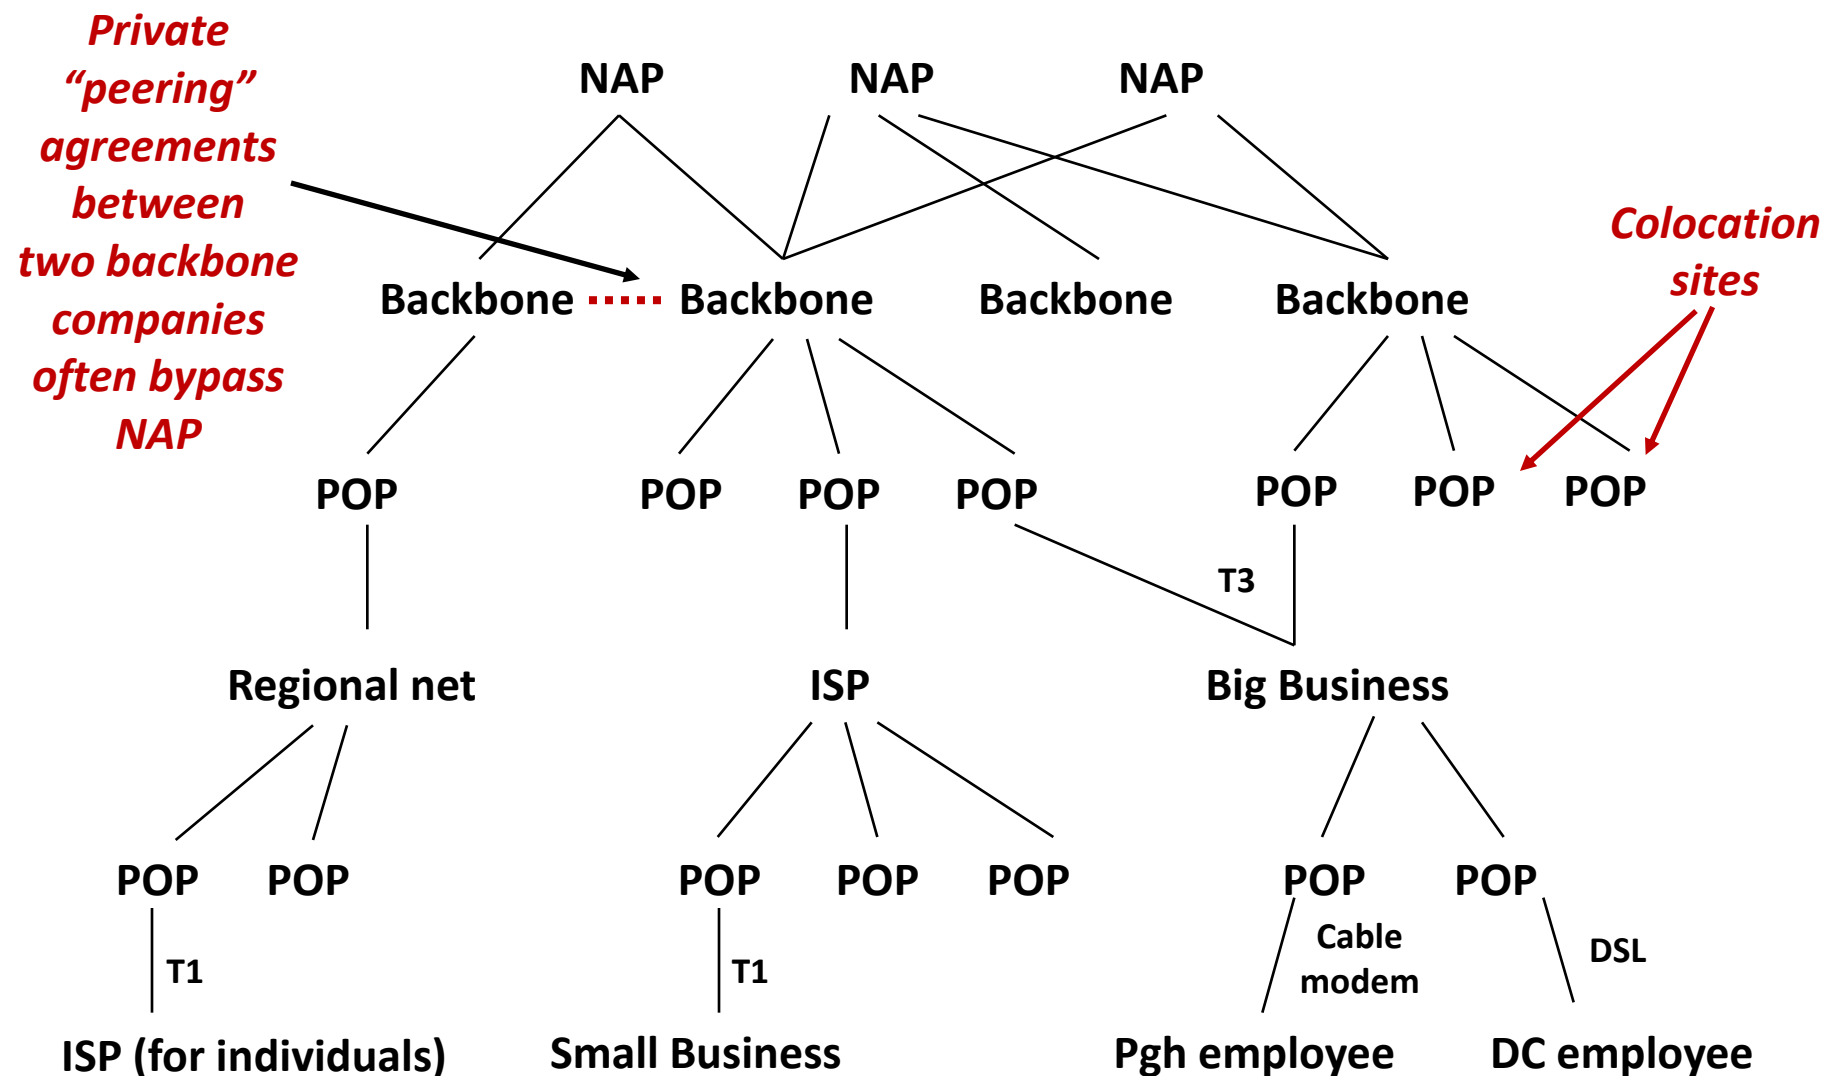 Private
“peering”
agreements
between
two backbone
companies
often bypass
NAP
NAP NAP NAP
Colocation
sites
Backbone Backbone Backbone Backbone
POP POP POP POP POP POP POP
T3
Regional net ISP Big Business
POP POP POP POP POP POP POP
T1 T1 Cable
modem DSL
ISP (for individuals) Small Business Pgh employee DC employee